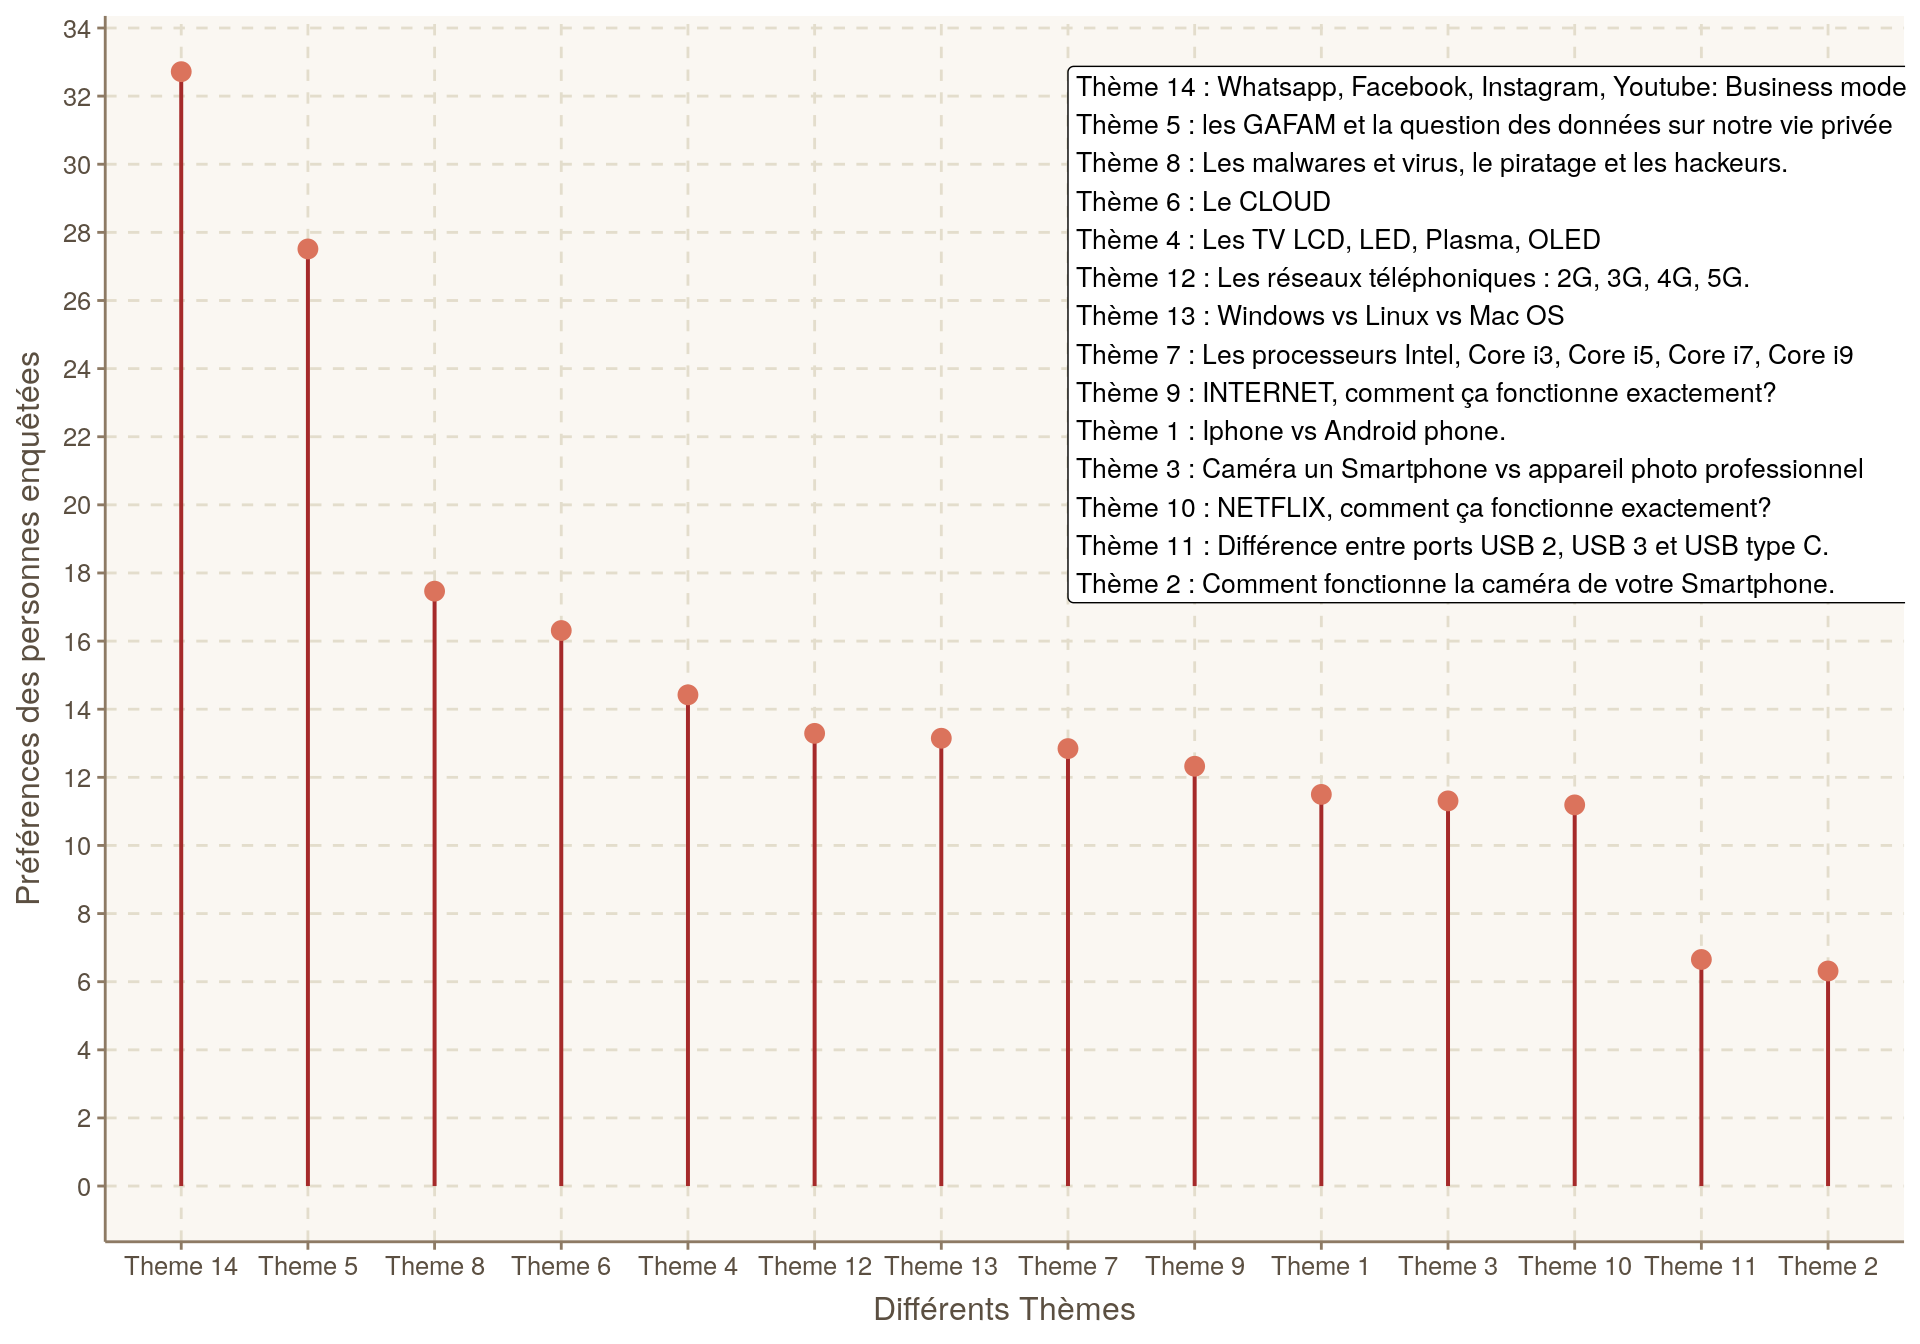 34
32
30
28
26
24
22
20
18
16
14
12
10
8
6
4
2
0
Préférences des personnes enquêtées
Thème 14 : Whatsapp, Facebook, Instagram, Youtube: Business mode
Thème 5 : les GAFAM et la question des données sur notre vie privée
Thème 8 : Les malwares et virus, le piratage et les hackeurs.
Thème 6 : Le CLOUD
Thème 4 : Les TV LCD, LED, Plasma, OLED
Thème 12 : Les réseaux téléphoniques : 2G, 3G, 4G, 5G.
Thème 13 : Windows vs Linux vs Mac OS
Thème 7 : Les processeurs Intel, Core i3, Core i5, Core i7, Core i9
Thème 9 : INTERNET, comment ça fonctionne exactement?
Thème 1 : Iphone vs Android phone.
Thème 3 : Caméra un Smartphone vs appareil photo professionnel
Thème 10 : NETFLIX, comment ça fonctionne exactement?
Thème 11 : Différence entre ports USB 2, USB 3 et USB type C.
Thème 2 : Comment fonctionne la caméra de votre Smartphone.
Theme 14 Theme 5 Theme 8 Theme 6 Theme 4 Theme 12 Theme 13 Theme 7 Theme 9 Theme 1 Theme 3 Theme 10 Theme 11 Theme 2
Différents Thèmes